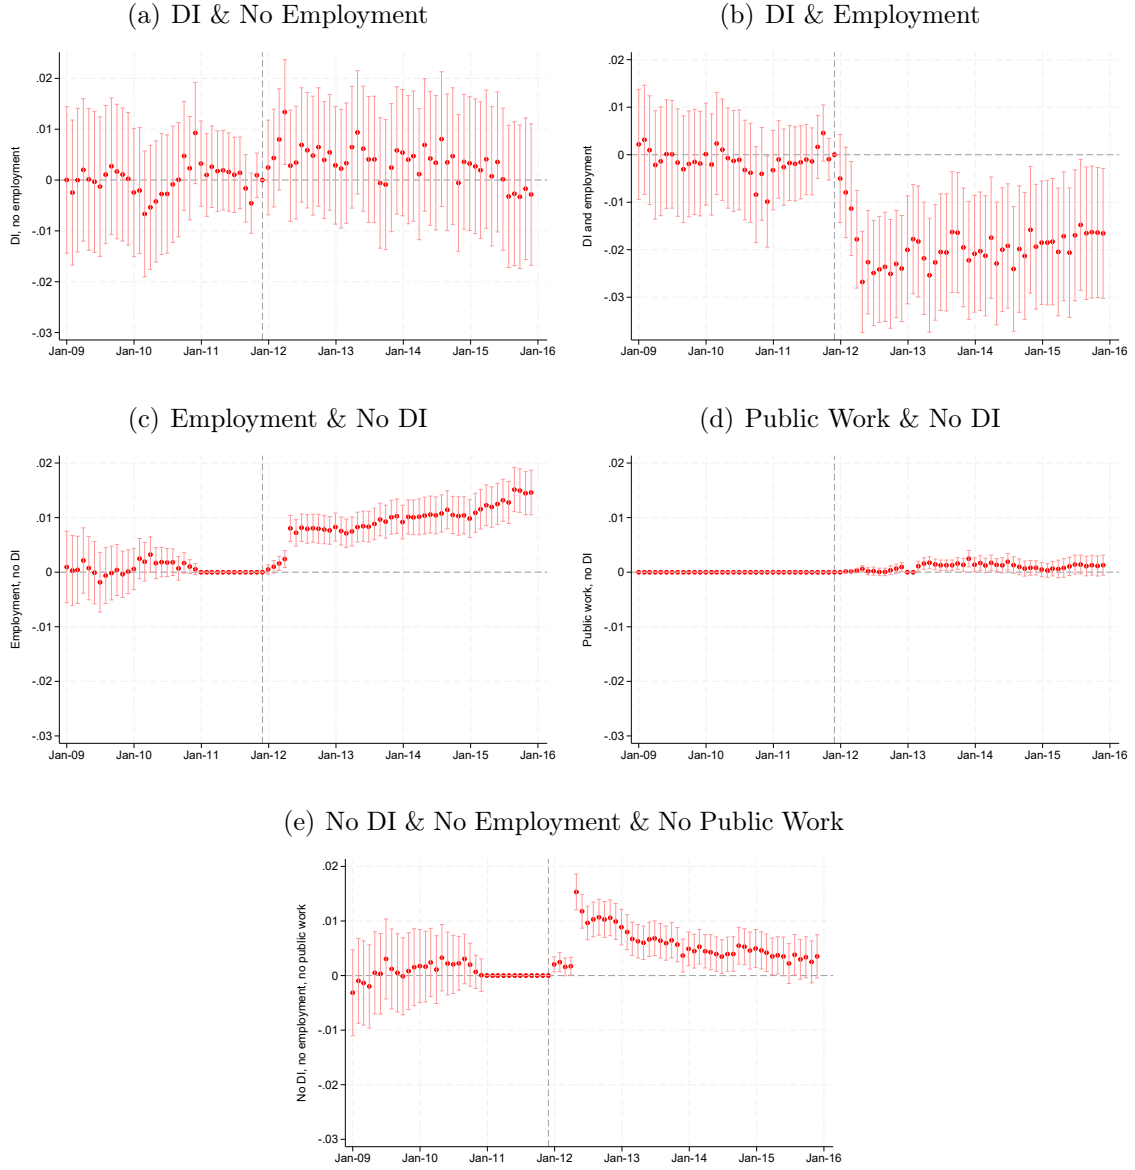 (a) DI & No Employment
.02
.01
0
-.01
-.02
-.03
DI, no employment
Jan-09 Jan-10 Jan-11 Jan-12 Jan-13 Jan-14 Jan-15 Jan-16
(b) DI & Employment
.02
.01
0
-.01
-.02
-.03
DI and employment
Jan-09 Jan-10 Jan-11 Jan-12 Jan-13 Jan-14 Jan-15 Jan-16
(c) Employment & No DI
.02
.01
0
-.01
-.02
-.03
Employment, no DI
Jan-09 Jan-10 Jan-11 Jan-12 Jan-13 Jan-14 Jan-15 Jan-16
(d) Public Work & No DI
.02
.01
0
-.01
-.02
-.03
Public work, no DI
Jan-09 Jan-10 Jan-11 Jan-12 Jan-13 Jan-14 Jan-15 Jan-16
(e) No DI & No Employment & No Public Work
.02
.01
0
-.01
-.02
-.03
No DI, no employment, no public work
Jan-09 Jan-10 Jan-11 Jan-12 Jan-13 Jan-14 Jan-15 Jan-16